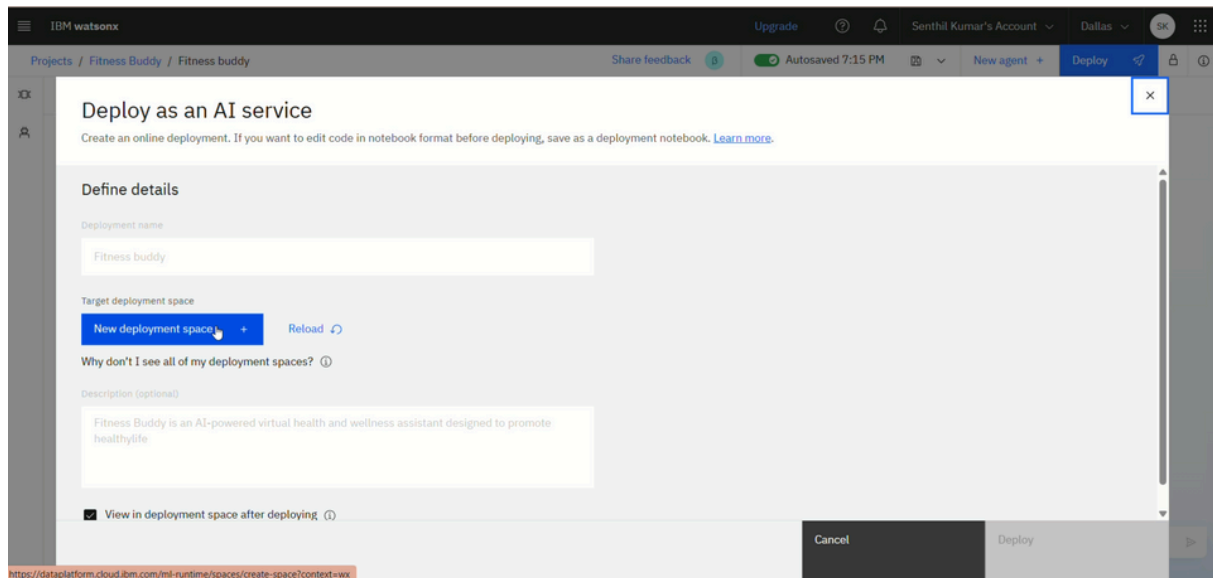 IBM watsonx
Upgrade
Senthil Kumar's Account
Dallas
SK
Projects / Fitness Buddy / Fitness buddy
Share feedback
Autosaved 7:15 PM
New agent +
Deploy
Deploy as an AI service
Create an online deployment. If you want to edit code in notebook format before deploying, save as a deployment notebook. Learn more.
Define details
Deployment name
Fitness buddy
Target deployment space
New deployment space +
Reload
Why don't I see all of my deployment spaces?
Description (optional)
Fitness Buddy is an AI-powered virtual health and wellness assistant designed to promote
healthylife
View in deployment space after deploying
Cancel
Deploy
https://dataplatform.cloud.ibm.com/ml-runtime/spaces/create-space?context=wx